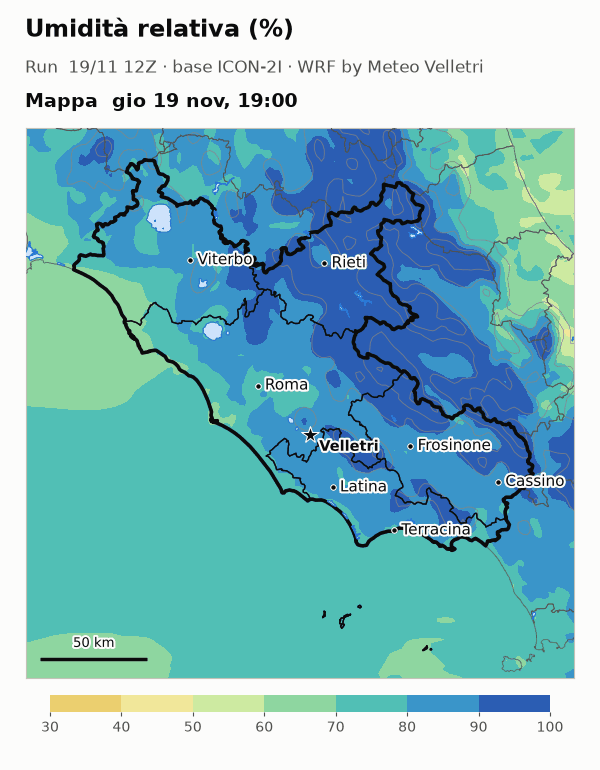 Umidità relativa (%)
Run  19/11 12Z · base ICON-2I · WRF by Meteo Velletri
Mappa  gio 19 nov, 19:00
Viterbo
Rieti
Roma
Velletri
Frosinone
Cassino
Latina
Terracina
50 km
30 40 50 60 70 80 90 100